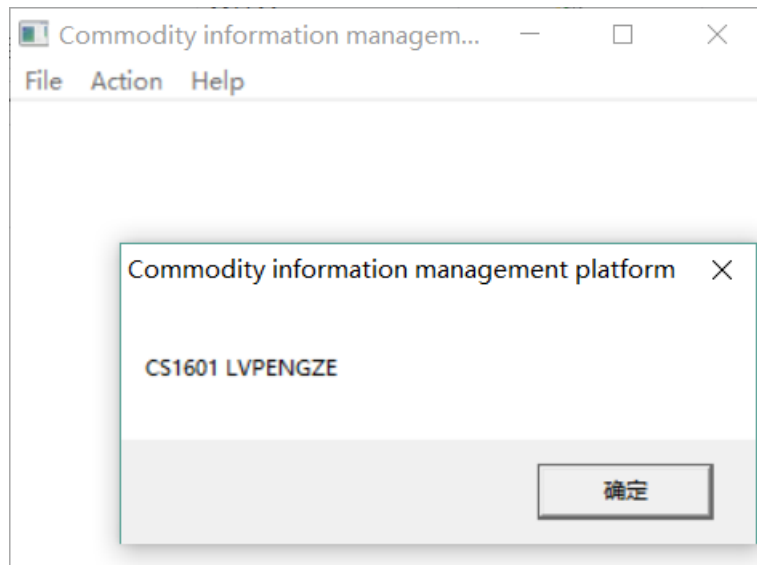 Commodity information managem...
File Action Help
Commodity information management platform
CS1601 LVPENGZE
确定